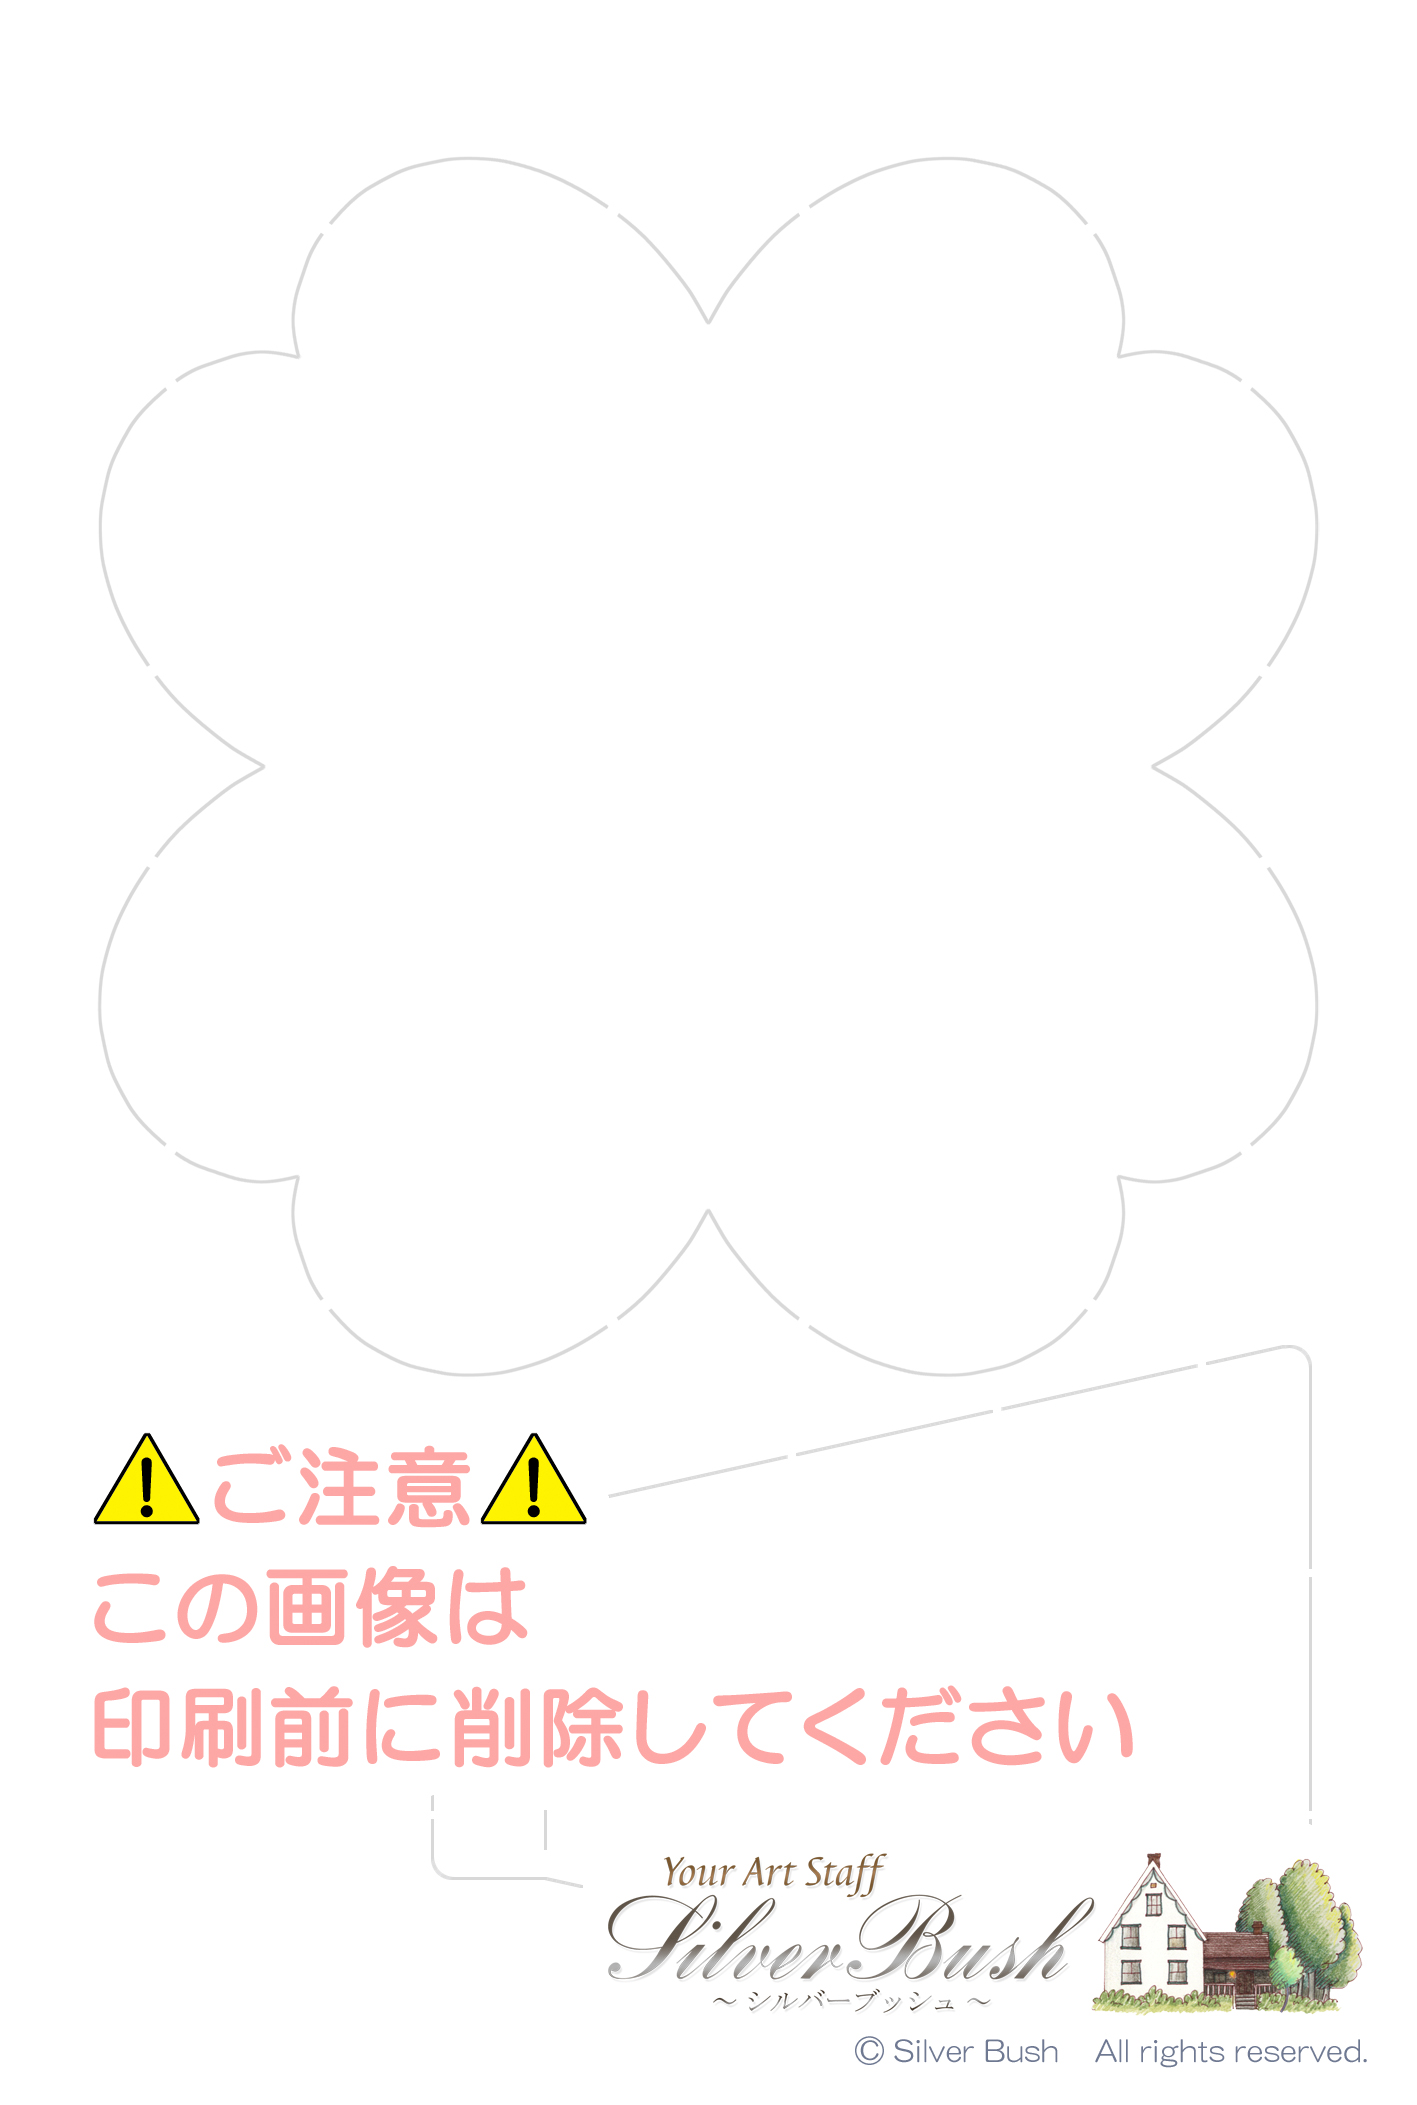 ご注意
この画像は
印刷前に削除してください
Your Art Staff
Silver Bush
～シルバーブッシュ～
© Silver Bush　All rights reserved.